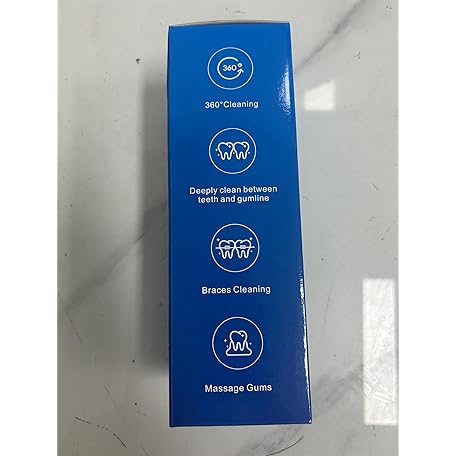 360°
360°Cleaning
Deeply clean between
teeth and gumline
Braces Cleaning
Massage Gums